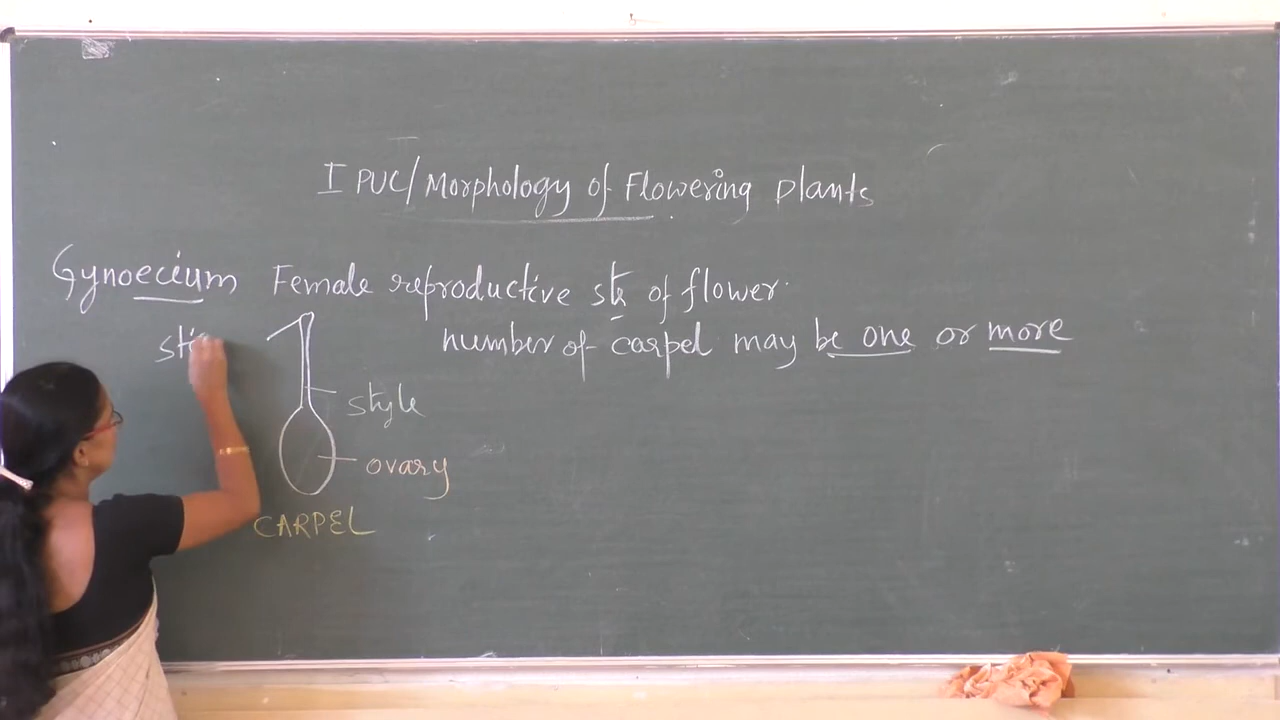 I PUC/Morphology of Flowering Plants
Gynoecium Female reproductive str of flower.
number of carpel may be one or more
sti
style
ovary
CARPEL